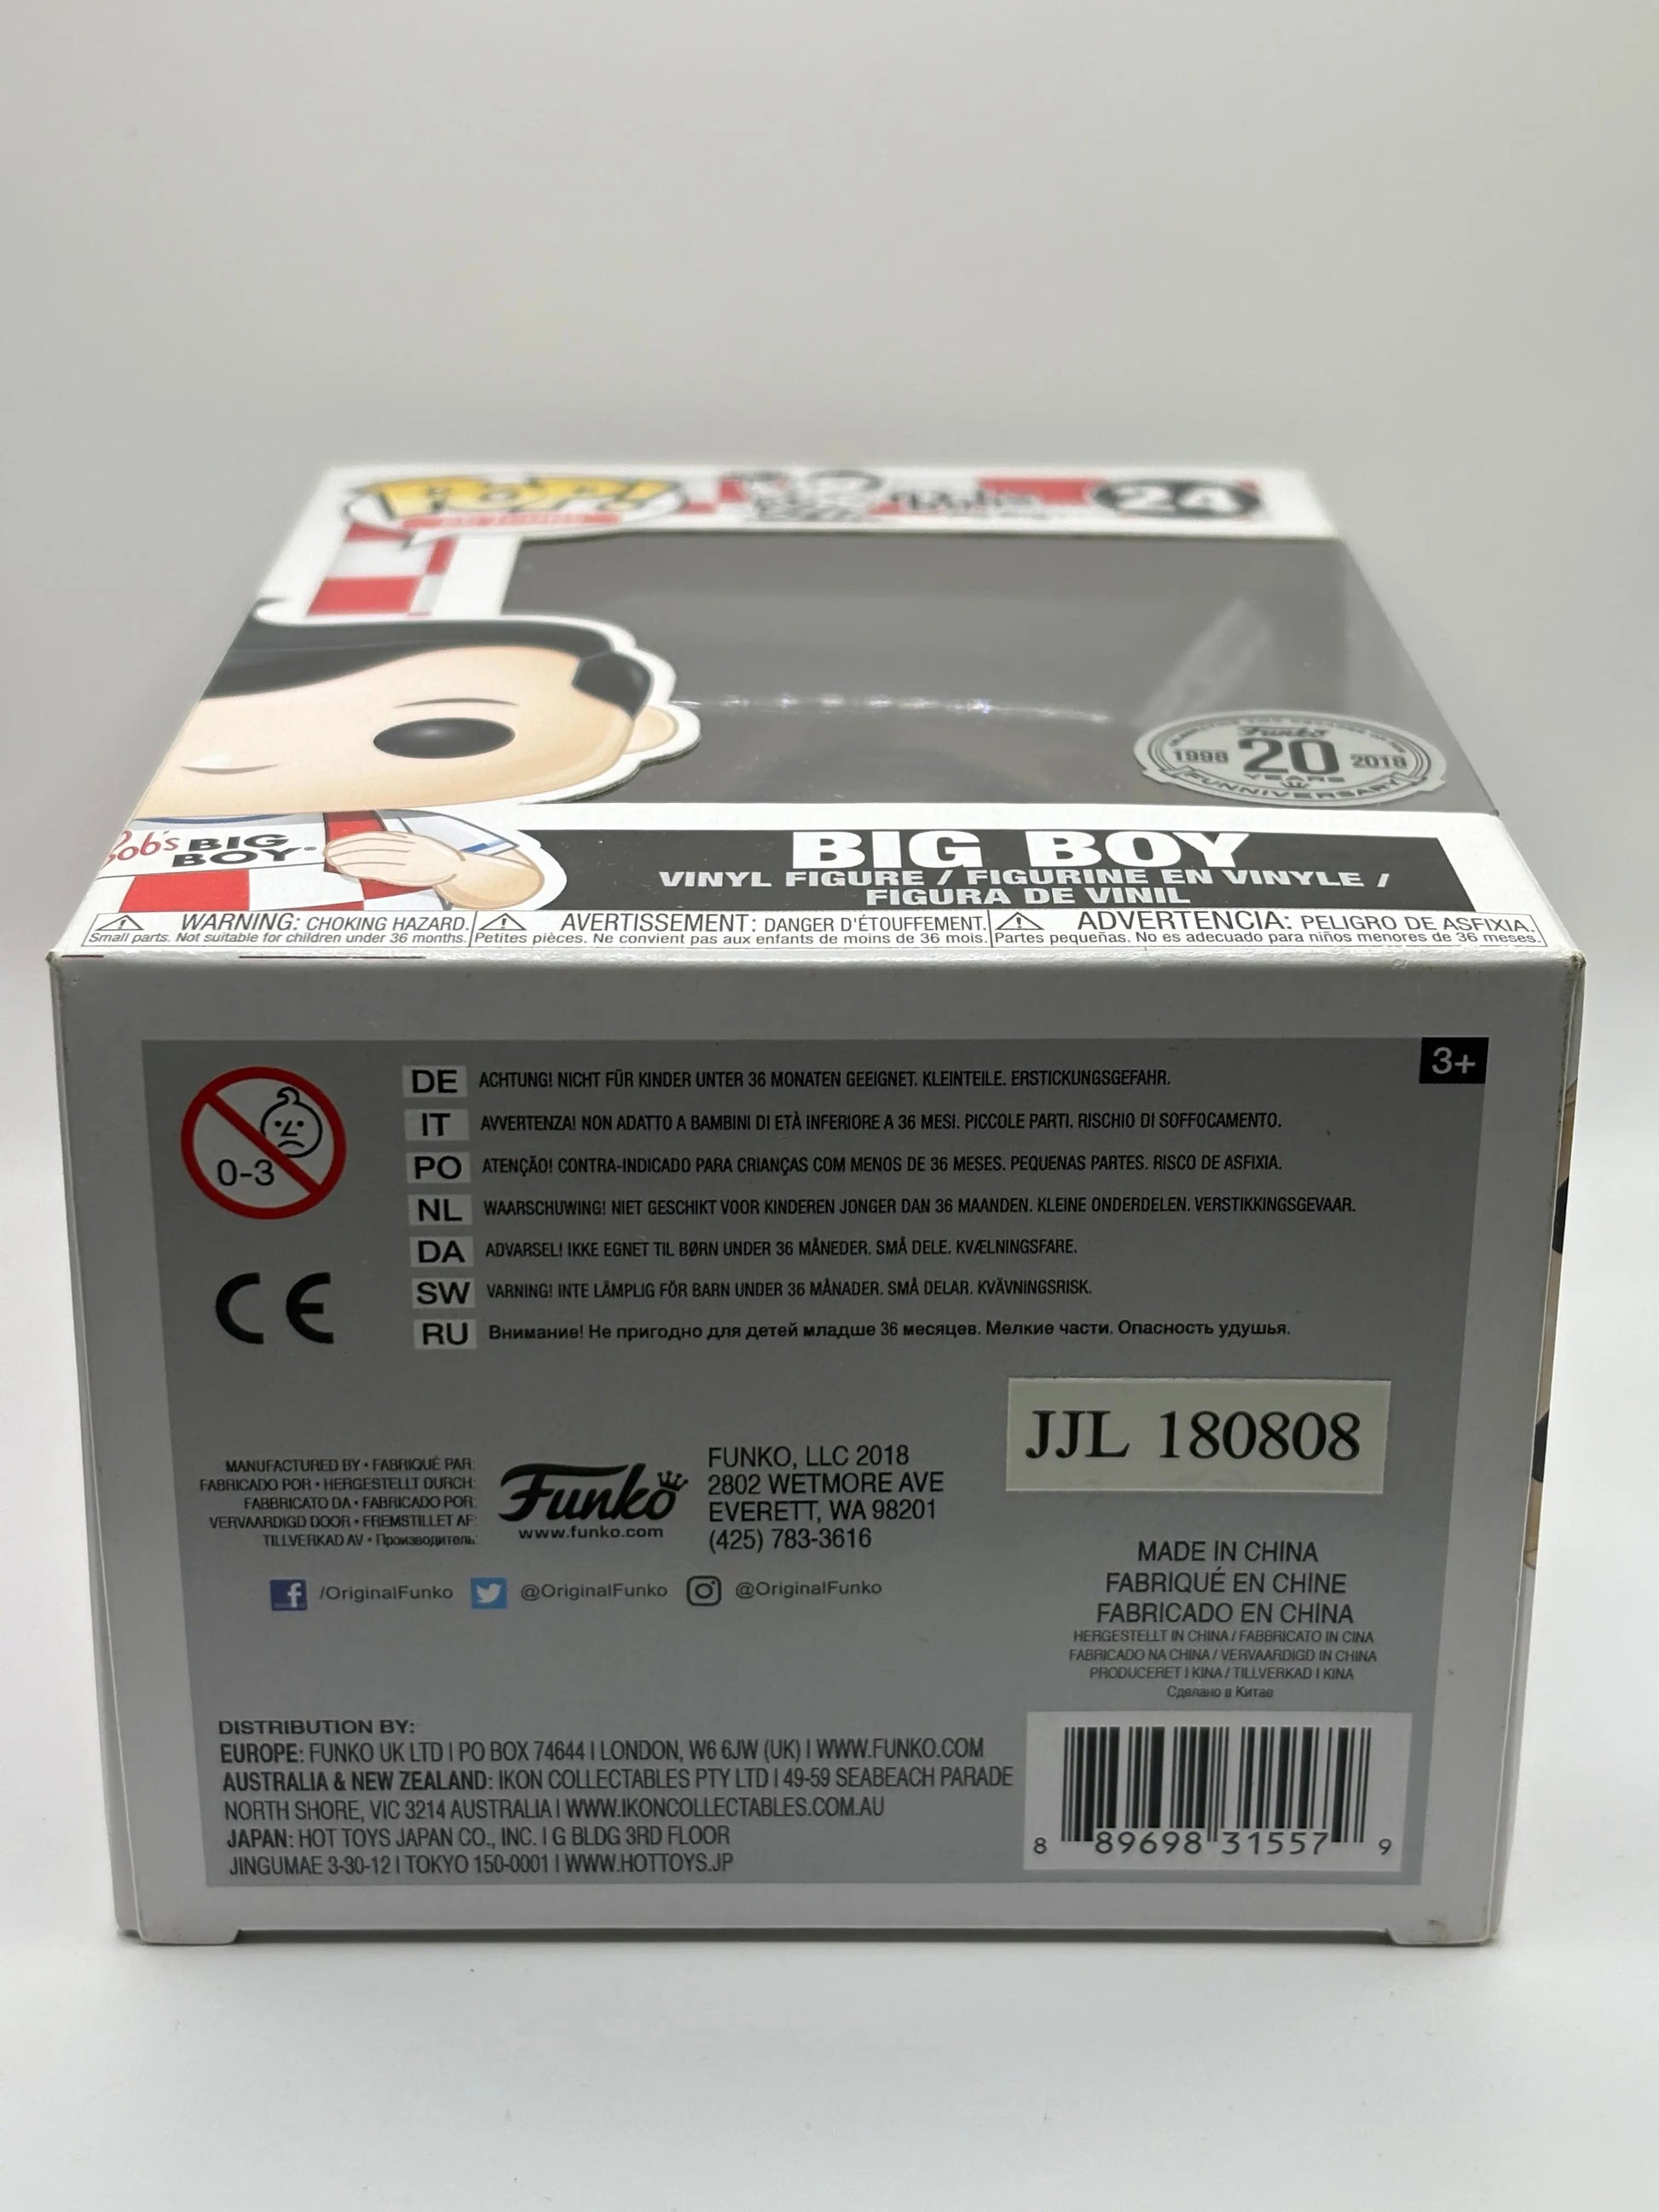 POP!
24
Funko
1998 20 2018
YEARS
FUNNIVERSARY
Bob's BIG
BOY
BIG BOY
VINYL FIGURE / FIGURINE EN VINYLE /
FIGURA DE VINIL
WARNING: CHOKING HAZARD.
Small parts. Not suitable for children under 36 months.
AVERTISSEMENT: DANGER D'ÉTOUFFEMENT.
Petites pièces. Ne convient pas aux enfants de moins de 36 mois.
ADVERTENCIA: PELIGRO DE ASFIXIA.
Partes pequeñas. No es adecuado para niños menores de 36 meses.
3+
0-3
DE ACHTUNG! NICHT FÜR KINDER UNTER 36 MONATEN GEEIGNET. KLEINTEILE. ERSTICKUNGSGEFAHR.
IT AVVERTENZA! NON ADATTO A BAMBINI DI ETÀ INFERIORE A 36 MESI. PICCOLE PARTI. RISCHIO DI SOFFOCAMENTO.
PO ATENÇÃO! CONTRA-INDICADO PARA CRIANÇAS COM MENOS DE 36 MESES. PEQUENAS PARTES. RISCO DE ASFIXIA.
NL WAARSCHUWING! NIET GESCHIKT VOOR KINDEREN JONGER DAN 36 MAANDEN. KLEINE ONDERDELEN. VERSTIKKINGSGEVAAR.
DA ADVARSEL! IKKE EGNET TIL BØRN UNDER 36 MÅNEDER. SMÅ DELE. KVÆLNINGSFARE.
SW VARNING! INTE LÄMPLIG FÖR BARN UNDER 36 MÅNADER. SMÅ DELAR. KVÄVNINGSRISK.
RU Внимание! Не пригодно для детей младше 36 месяцев. Мелкие части. Опасность удушья.
CE
JJL 180808
MANUFACTURED BY • FABRIQUÉ PAR:
FABRICADO POR • HERGESTELLT DURCH:
FABBRICATO DA • FABRICADO POR:
VERVAARDIGD DOOR • FREMSTILLET AF:
TILLVERKAD AV • Производитель:
Funko
www.funko.com
FUNKO, LLC 2018
2802 WETMORE AVE
EVERETT, WA 98201
(425) 783-3616
/OriginalFunko @OriginalFunko @OriginalFunko
MADE IN CHINA
FABRIQUÉ EN CHINE
FABRICADO EN CHINA
HERGESTELLT IN CHINA / FABBRICATO IN CINA
FABRICADO NA CHINA / VERVAARDIGD IN CHINA
PRODUCERET I KINA / TILLVERKAD I KINA
Сделано в Китае
DISTRIBUTION BY:
EUROPE: FUNKO UK LTD I PO BOX 74644 I LONDON, W6 6JW (UK) I WWW.FUNKO.COM
AUSTRALIA & NEW ZEALAND: IKON COLLECTABLES PTY LTD I 49-59 SEABEACH PARADE
NORTH SHORE, VIC 3214 AUSTRALIA I WWW.IKONCOLLECTABLES.COM.AU
JAPAN: HOT TOYS JAPAN CO., INC. I G BLDG 3RD FLOOR
JINGUMAE 3-30-12 I TOKYO 150-0001 I WWW.HOTTOYS.JP
8 89698 31557 9